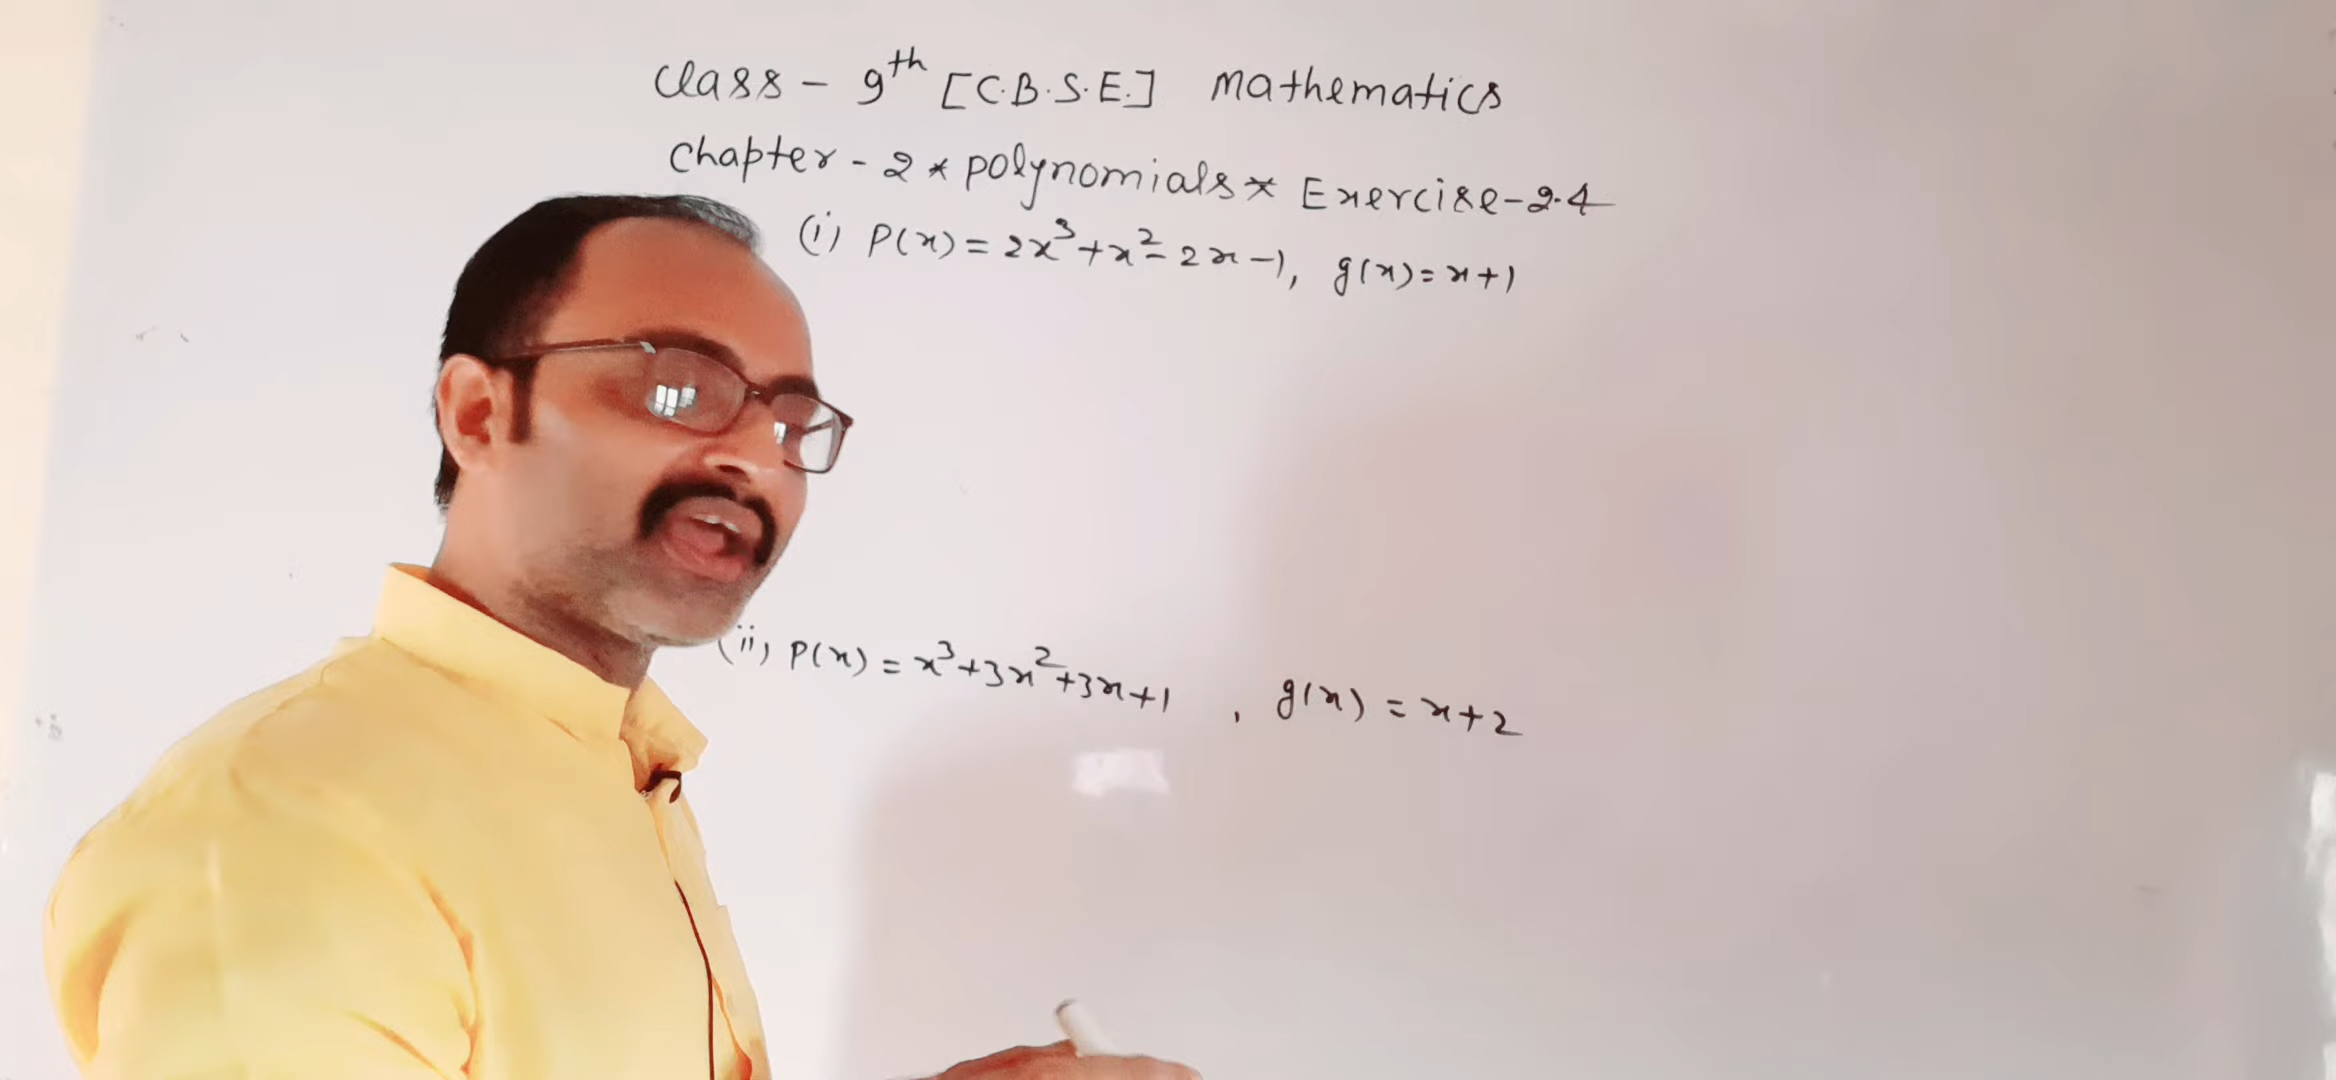 Class - 9th [C.B.S.E.] Mathematics
Chapter - 2 * polynomials * Exercise - 2.4
(i) P(x) = 2x³ + x² - 2x - 1, g(x) = x + 1
(ii) P(x) = x³ + 3x² + 3x + 1 , g(x) = x + 2